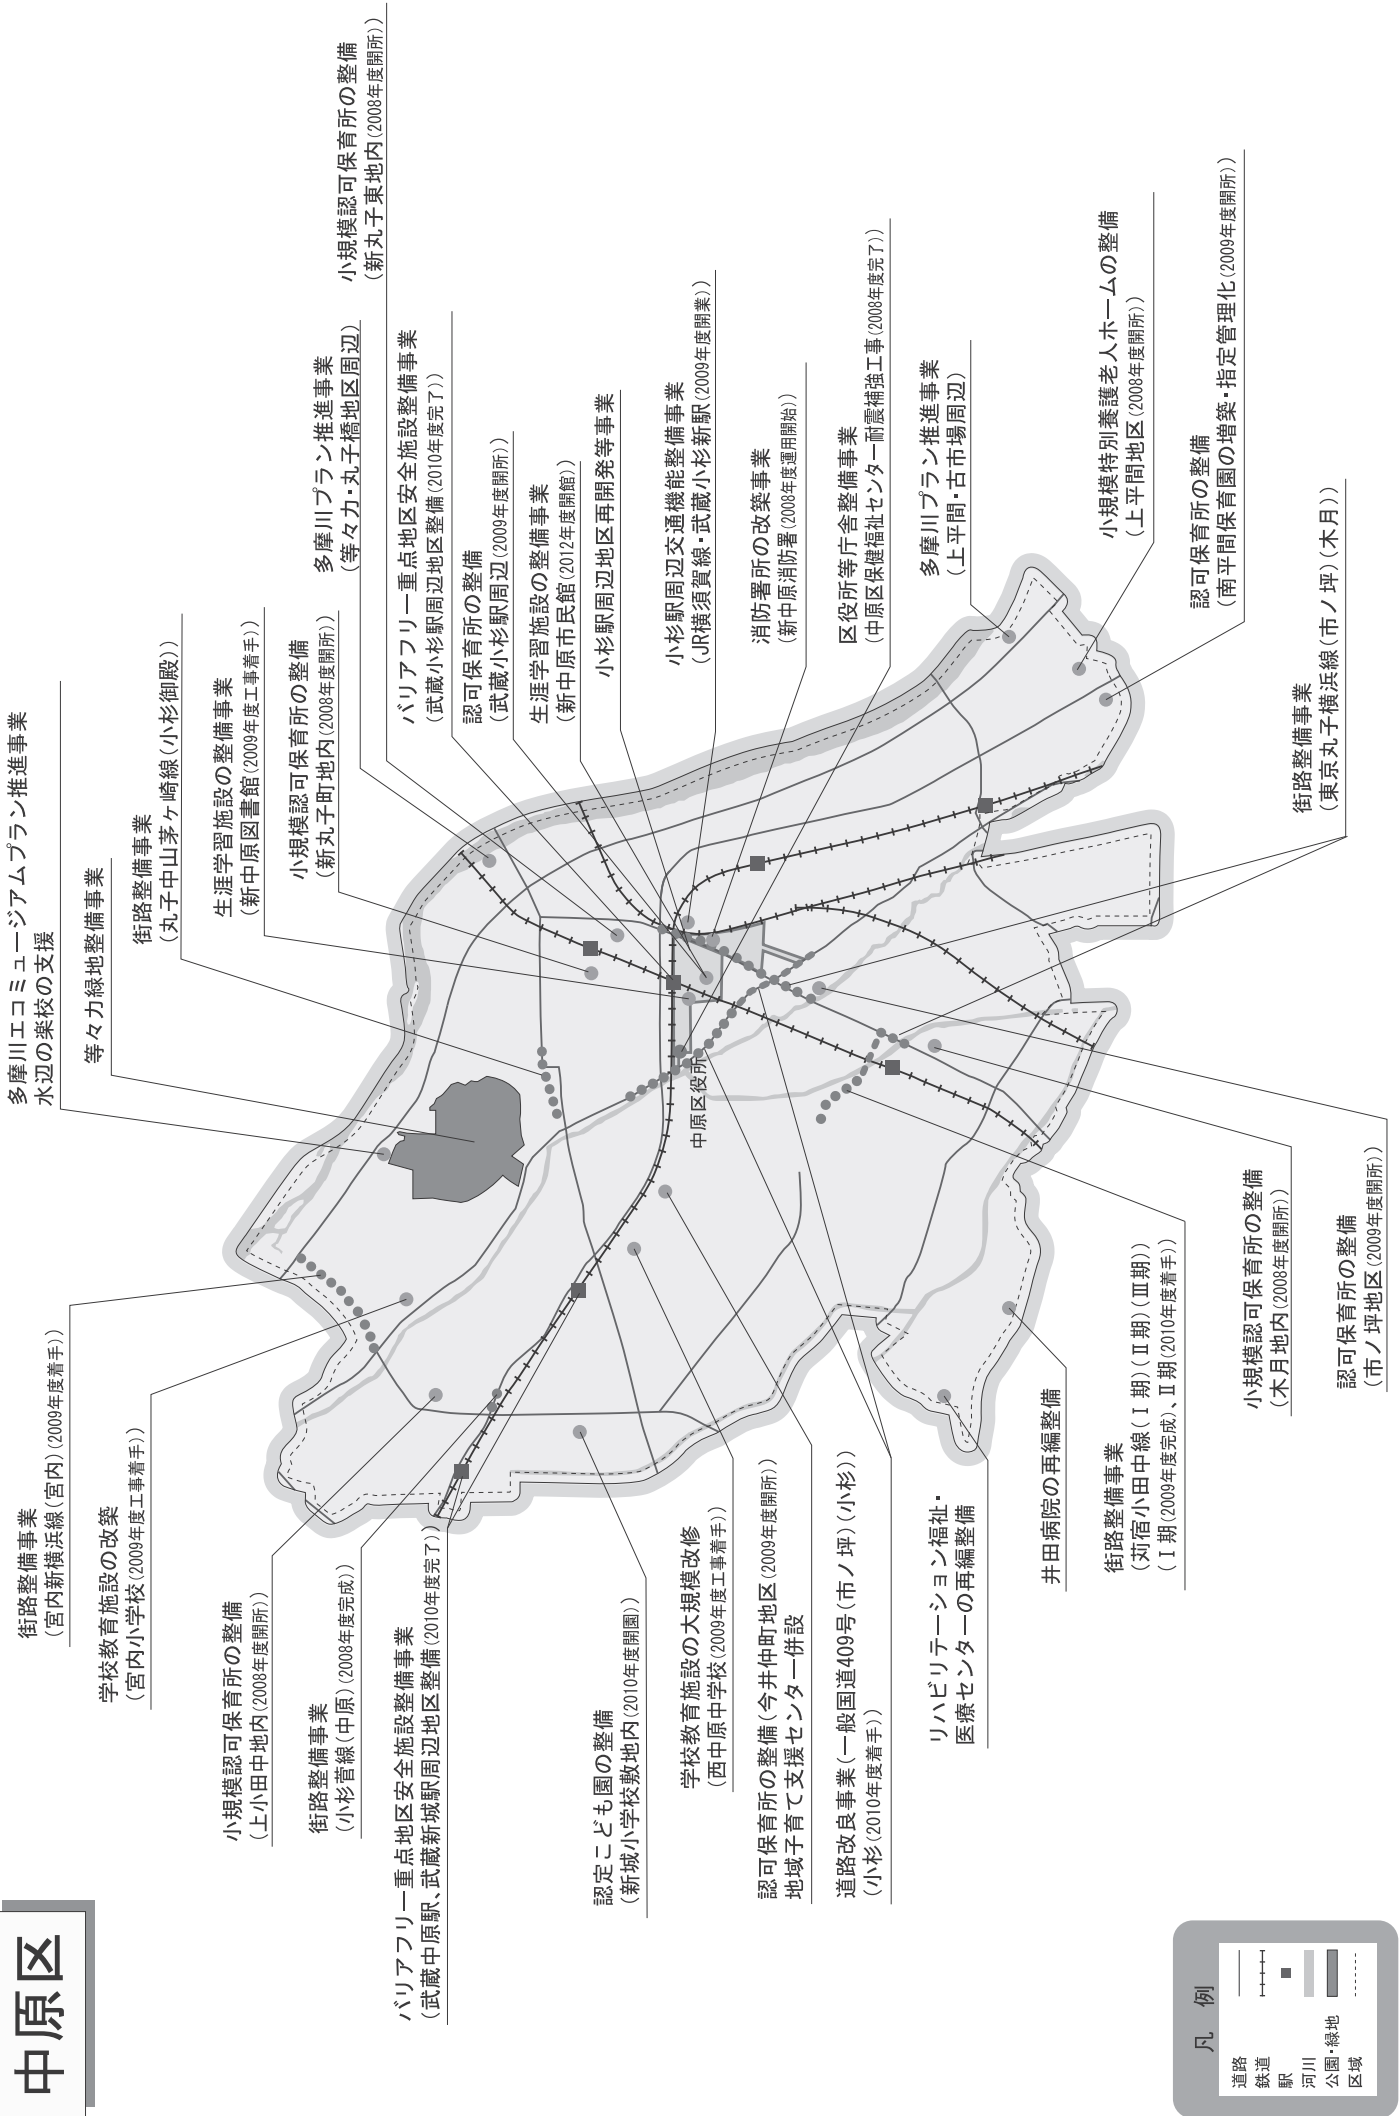 中原区
街路整備事業
(宮内新横浜線(宮内)(2009年度着手))
学校教育施設の改築
(宮内小学校(2009年度工事着手))
小規模認可保育所の整備
(上小田中地内(2008年度開所))
街路整備事業
(小杉菅線(中原)(2008年度完成))
バリアフリー重点地区安全施設整備事業
(武蔵中原駅、武蔵新城駅周辺地区整備(2010年度完了))
認定こども園の整備
(新城小学校敷地内(2010年度開園))
学校教育施設の大規模改修
(西中原中学校(2009年度工事着手))
認可保育所の整備(今井仲町地区(2009年度開所))
地域子育て支援センター併設
道路改良事業(一般国道409号(市ノ坪)(小杉)
(小杉(2010年度着手))
リハビリテーション福祉・
医療センターの再編整備
井田病院の再編整備
街路整備事業
(苅宿小田中線(Ⅰ期)(Ⅱ期)(Ⅲ期))
(Ⅰ期(2009年度完成)、Ⅱ期(2010年度着手))
小規模認可保育所の整備
(木月地内(2008年度開所))
認可保育所の整備
(市ノ坪地区(2009年度開所))
多摩川エコミュージアムプラン推進事業
水辺の楽校の支援
等々力緑地整備事業
街路整備事業
(丸子中山茅ヶ崎線(小杉御殿))
生涯学習施設の整備事業
(新中原図書館(2009年度工事着手))
小規模認可保育所の整備
(新丸子町地内(2008年度開所))
多摩川プラン推進事業
(等々力・丸子橋地区周辺)
小規模認可保育所の整備
(新丸子東地内(2008年度開所))
バリアフリー重点地区安全施設整備事業
(武蔵小杉駅周辺地区整備(2010年度完了))
認可保育所の整備
(武蔵小杉駅周辺(2009年度開所))
生涯学習施設の整備事業
(新中原市民館(2012年度開館))
小杉駅周辺地区再開発等事業
小杉駅周辺交通機能整備事業
(JR横須賀線・武蔵小杉新駅(2009年度開業))
消防署所の改築事業
(新中原消防署(2008年度運用開始))
区役所等庁舎整備事業
(中原区保健福祉センター耐震補強工事(2008年度完了))
多摩川プラン推進事業
(上平間・古市場周辺)
小規模特別養護老人ホームの整備
(上平間地区(2008年度開所))
認可保育所の整備
(南平間保育園の増築・指定管理化(2009年度開所))
街路整備事業
(東京丸子横浜線(市ノ坪)(木月))
中原区役所
凡 例
道路
鉄道
駅
河川
公園・緑地
区域